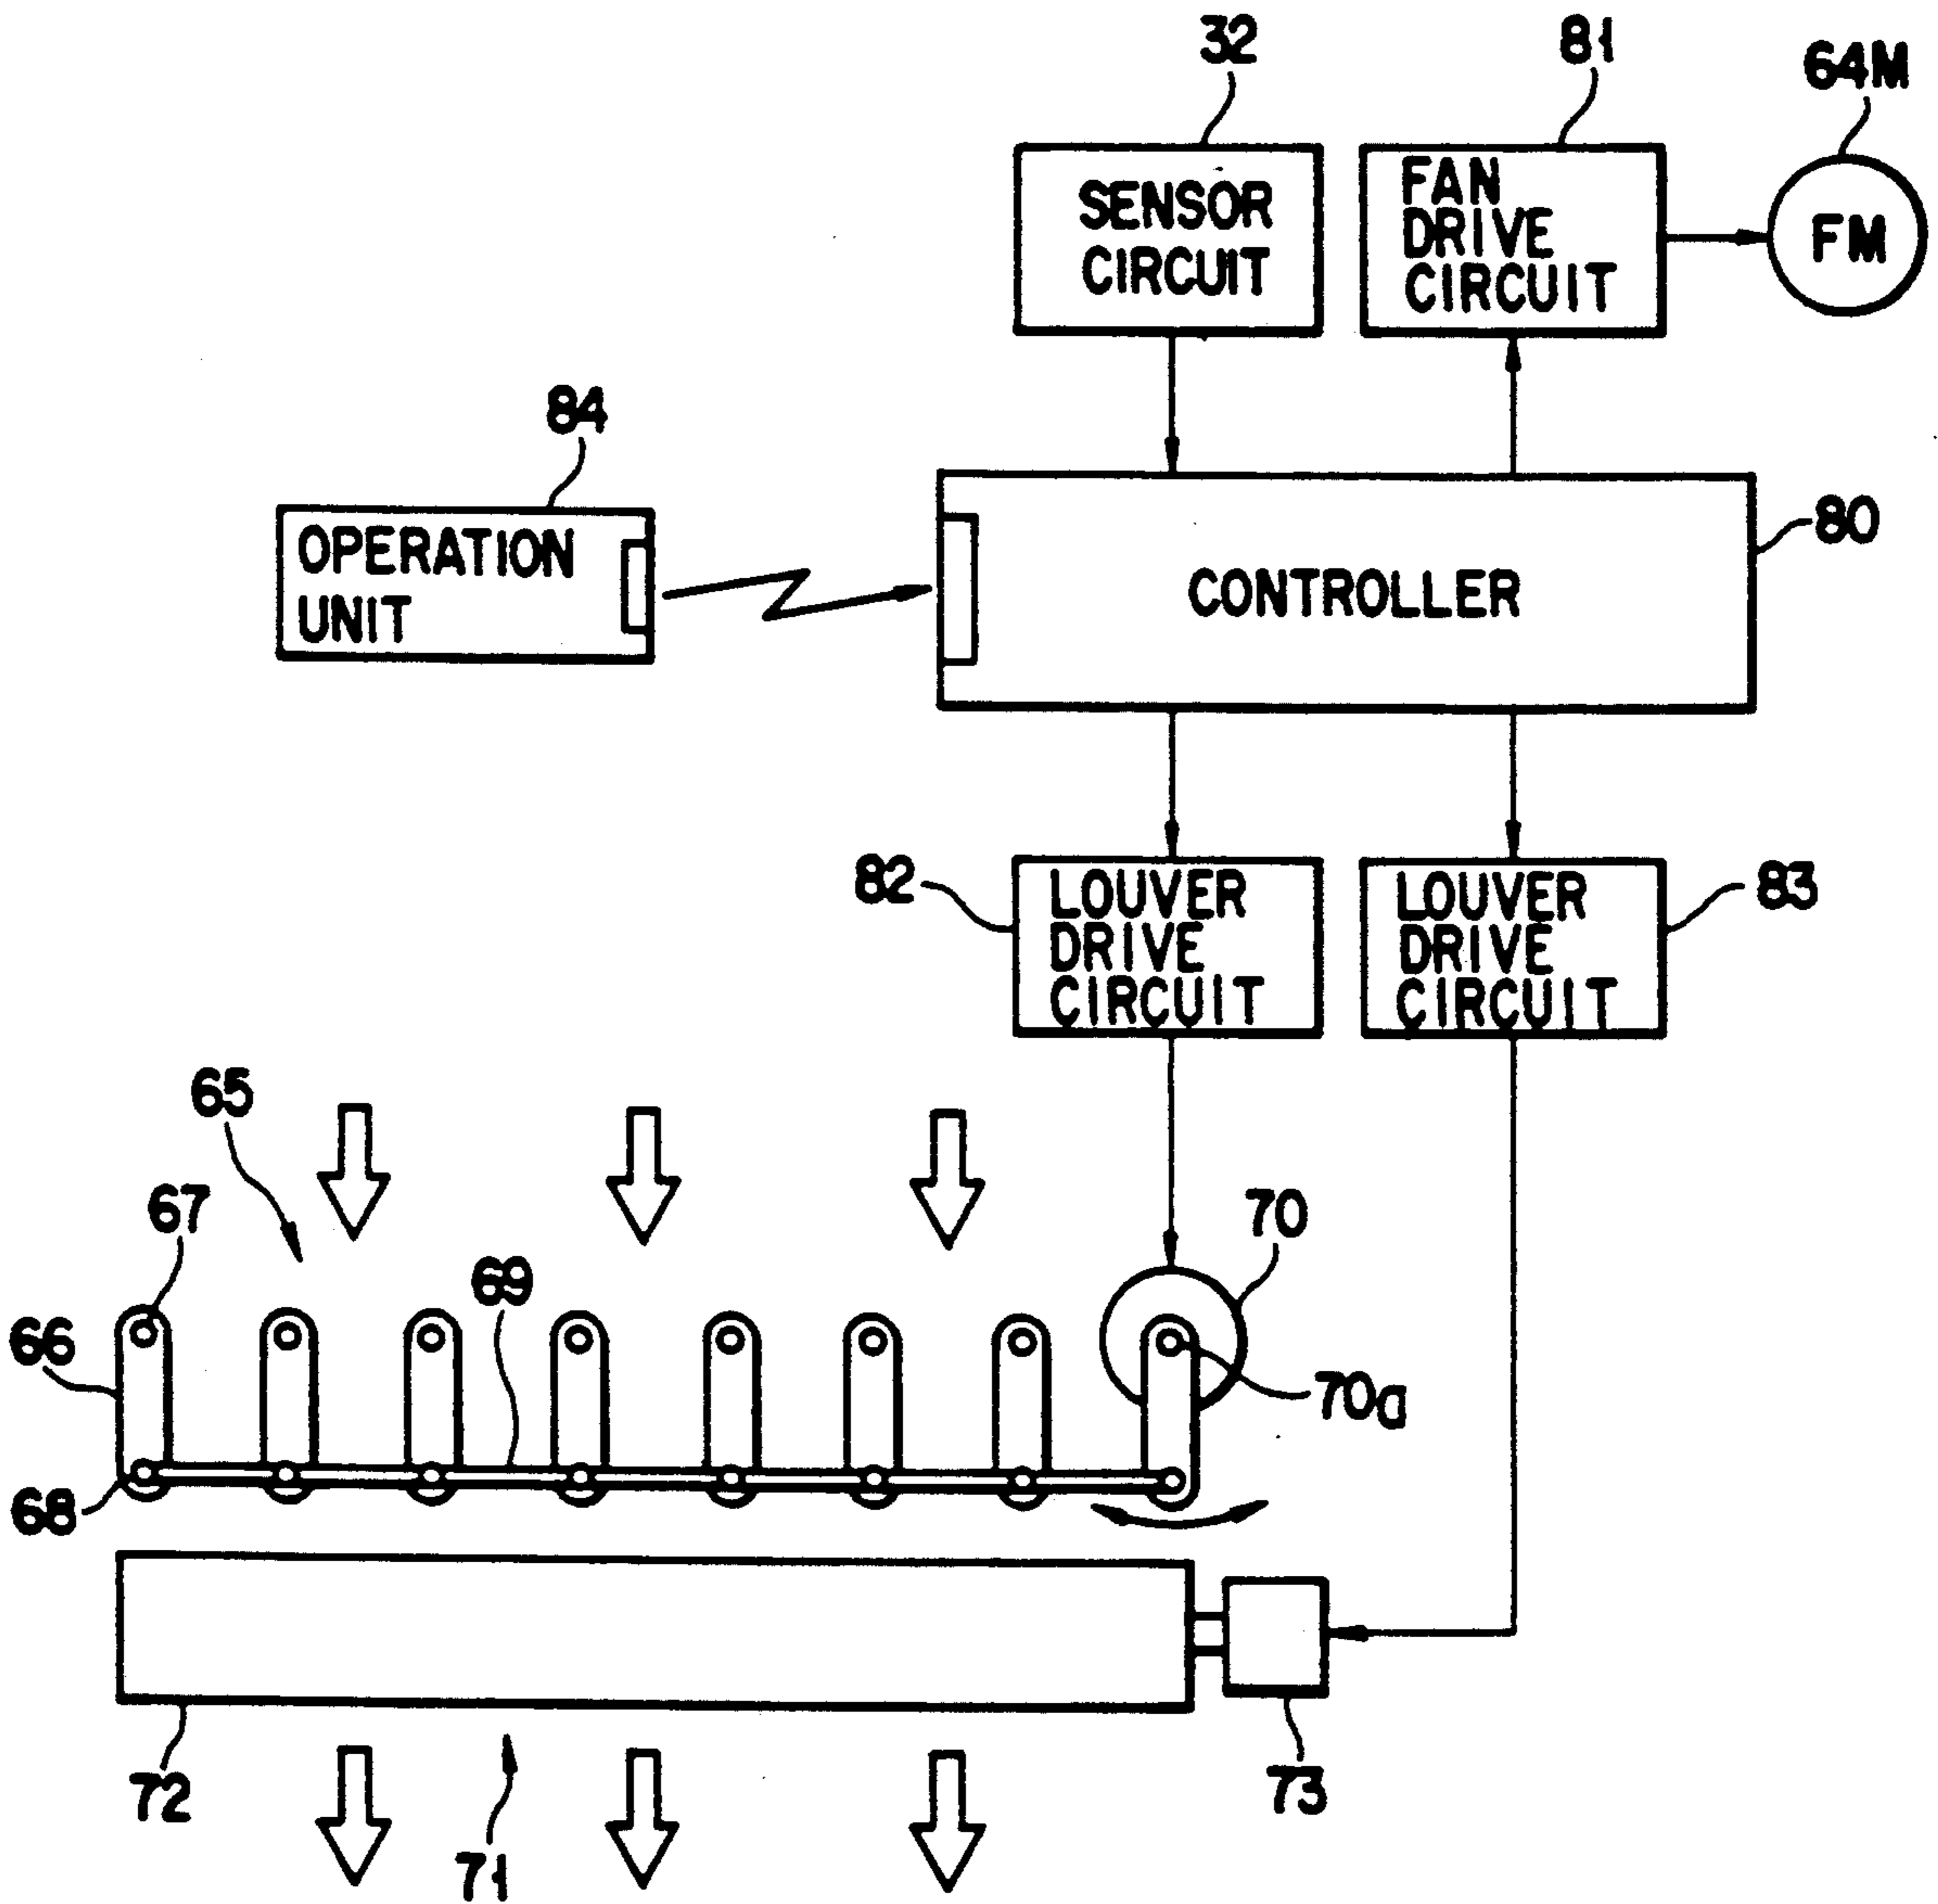 32
81
64M
SENSOR
CIRCUIT
FAN
DRIVE
CIRCUIT
FM
84
OPERATION
UNIT
80
CONTROLLER
82
LOUVER
DRIVE
CIRCUIT
LOUVER
DRIVE
CIRCUIT
83
65
67
69
70
66
70a
68
72
71
73